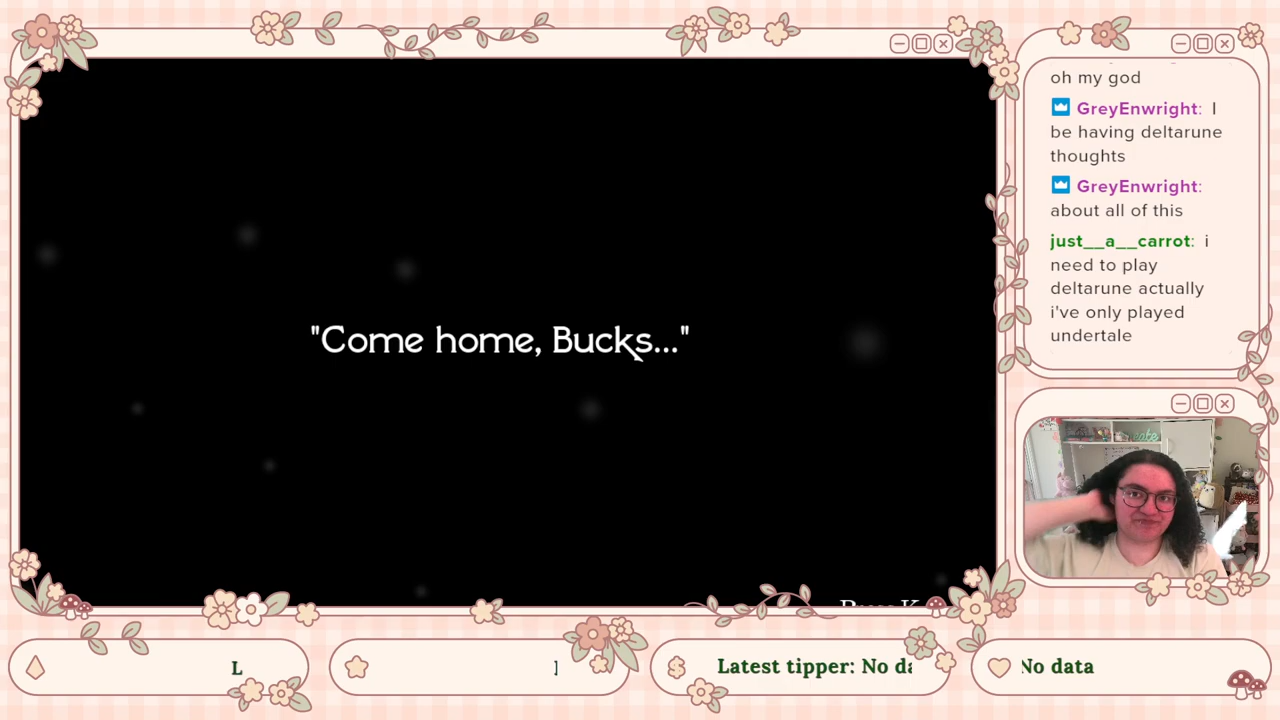 oh my god
GreyEnwright: I
be having deltarune
thoughts
GreyEnwright:
about all of this
just__a__carrot: i
need to play
deltarune actually
i've only played
undertale
"Come home, Bucks..."
L
Latest tipper: No da
No data